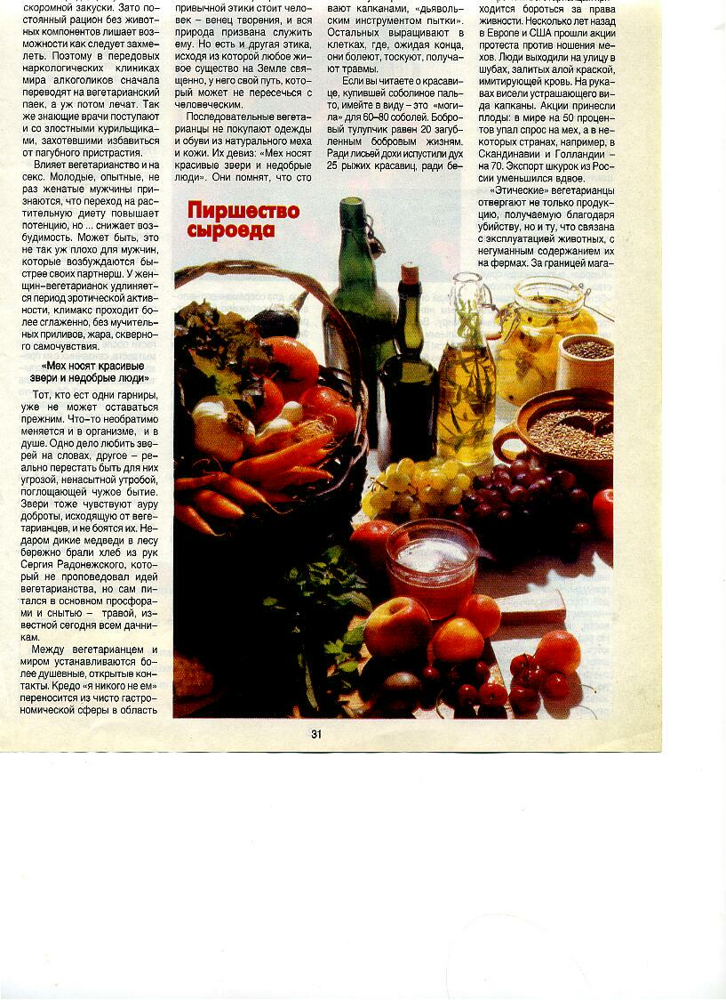 скоромной закуски. Зато по-
стоянный рацион без живот-
ных компонентов лишает воз-
можности как следует захме-
леть. Поэтому в передовых
наркологических клиниках
мира алкоголиков сначала
переводят на вегетарианский
паек, а уж потом лечат. Так
же знающие врачи поступают
и со злостными курильщика-
ми, захотевшими избавиться
от пагубного пристрастия.
Влияет вегетарианство и на
секс. Молодые, опытные, не
раз женатые мужчины при-
знаются, что переход на рас-
тительную диету повышает
потенцию, но ... снижает воз-
будимость. Может быть, это
не так уж плохо для мужчин,
которые возбуждаются бы-
стрее своих партнерш. У жен-
щин-вегетарианок удлиняет-
ся период эротической актив-
ности, климакс проходит бо-
лее сглаженно, без мучитель-
ных приливов, жара, скверно-
го самочувствия.
«Мех носят красивые
звери и недобрые люди»
Тот, кто ест одни гарниры,
уже не может оставаться
прежним. Что-то необратимо
меняется и в организме, и в
душе. Одно дело любить зве-
рей на словах, другое – ре-
ально перестать быть для них
угрозой, ненасытной утробой,
поглощающей чужое бытие.
Звери тоже чувствуют ауру
доброты, исходящую от веге-
тарианцев, и не боятся их. Не-
даром дикие медведи в лесу
бережно брали хлеб из рук
Сергия Радонежского, кото-
рый не проповедовал идей
вегетарианства, но сам пи-
тался в основном просфора-
ми и снытью – травой, из-
вестной сегодня всем дачни-
кам.
Между вегетарианцем и
миром устанавливаются бо-
лее душевные, открытые кон-
такты. Кредо «я никого не ем»
переносится из чисто гастро-
номической сферы в область
привычной этики стоит чело-
век – венец творения, и вся
природа призвана служить
ему. Но есть и другая этика,
исходя из которой любое жи-
вое существо на Земле свя-
щенно, у него свой путь, кото-
рый может не пересечься с
человеческим.
Последовательные вегета-
рианцы не покупают одежды
и обуви из натурального меха
и кожи. Их девиз: «Мех носят
красивые звери и недобрые
люди». Они помнят, что сто
вают капканами, «дьяволь-
ским инструментом пытки».
Остальных выращивают в
клетках, где, ожидая конца,
они болеют, тоскуют, получа-
ют травмы.
Если вы читаете о красави-
це, купившей соболиное паль-
то, имейте в виду – это «моги-
ла» для 60–80 соболей. Бобро-
вый тулупчик равен 20 загуб-
ленным бобровым жизням.
Ради лисьей дохи испустили дух
25 рыжих красавиц, ради бе-
ходится бороться за права
живности. Несколько лет назад
в Европе и США прошли акции
протеста против ношения ме-
хов. Люди выходили на улицу в
шубах, залитых алой краской,
имитирующей кровь. На рука-
вах висели устрашающего ви-
да капканы. Акции принесли
плоды: в мире на 50 процен-
тов упал спрос на мех, а в не-
которых странах, например, в
Скандинавии и Голландии –
на 70. Экспорт шкурок из Рос-
сии уменьшился вдвое.
«Этические» вегетарианцы
отвергают не только продук-
цию, получаемую благодаря
убийству, но и ту, что связана
с эксплуатацией животных, с
негуманным содержанием их
на фермах. За границей мага-
Пиршество
сыроеда
31